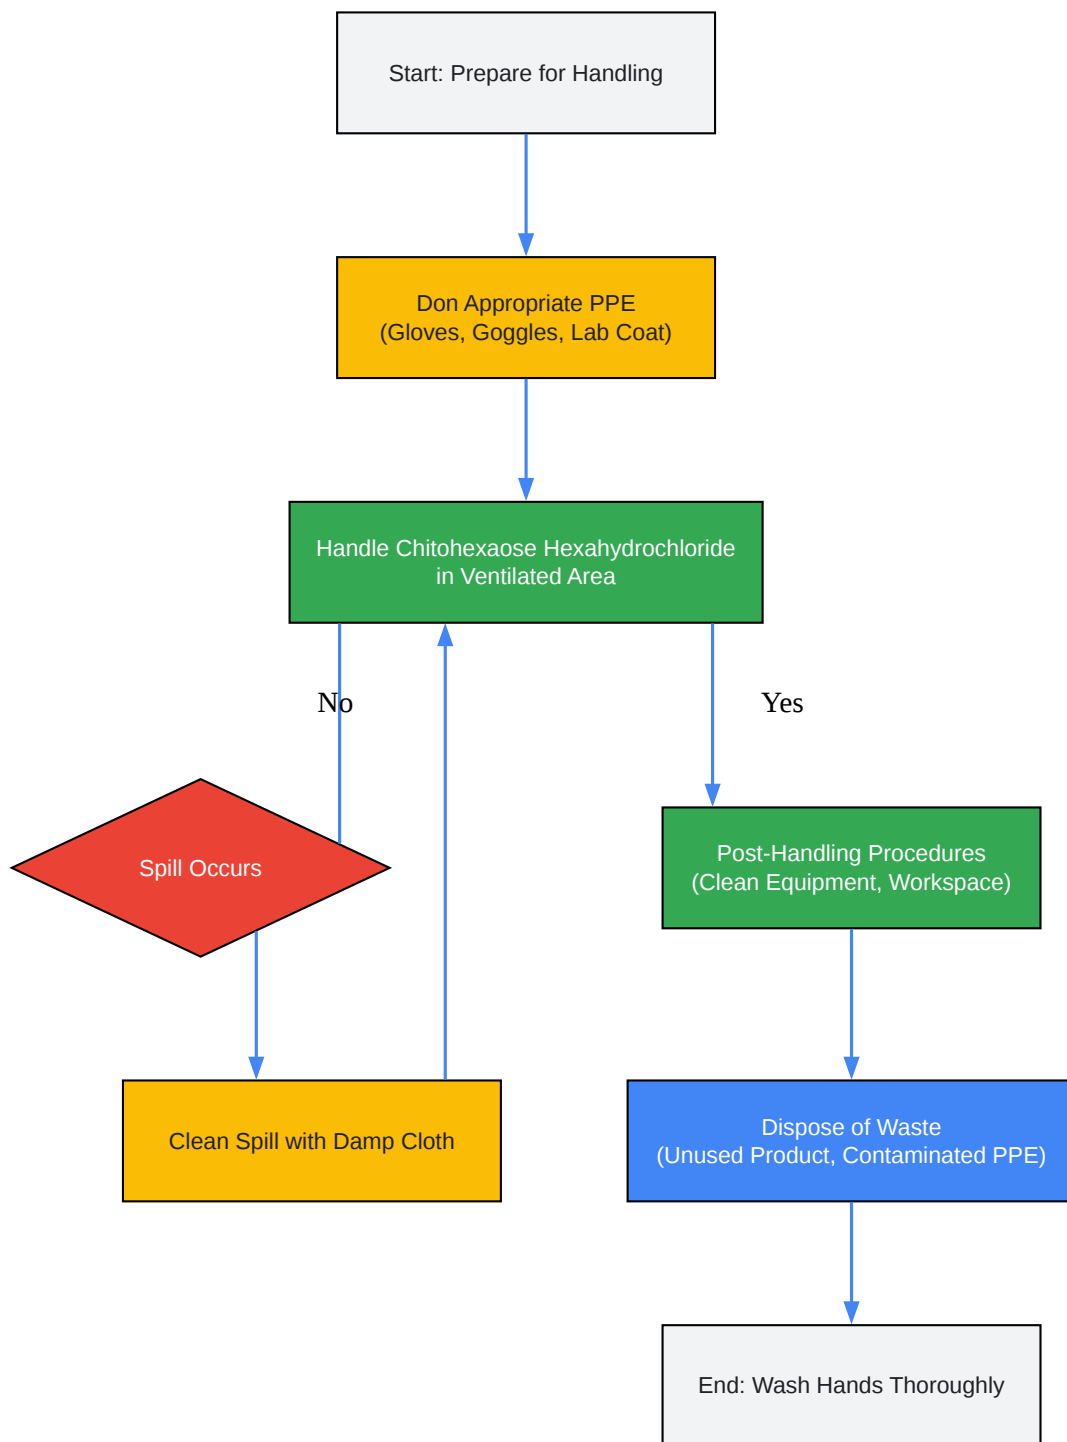 Start: Prepare for Handling
Don Appropriate PPE
(Gloves, Goggles, Lab Coat)
Handle Chitohexaose Hexahydrochloride
in Ventilated Area
No
Yes
Spill Occurs
Post-Handling Procedures
(Clean Equipment, Workspace)
Clean Spill with Damp Cloth
Dispose of Waste
(Unused Product, Contaminated PPE)
End: Wash Hands Thoroughly